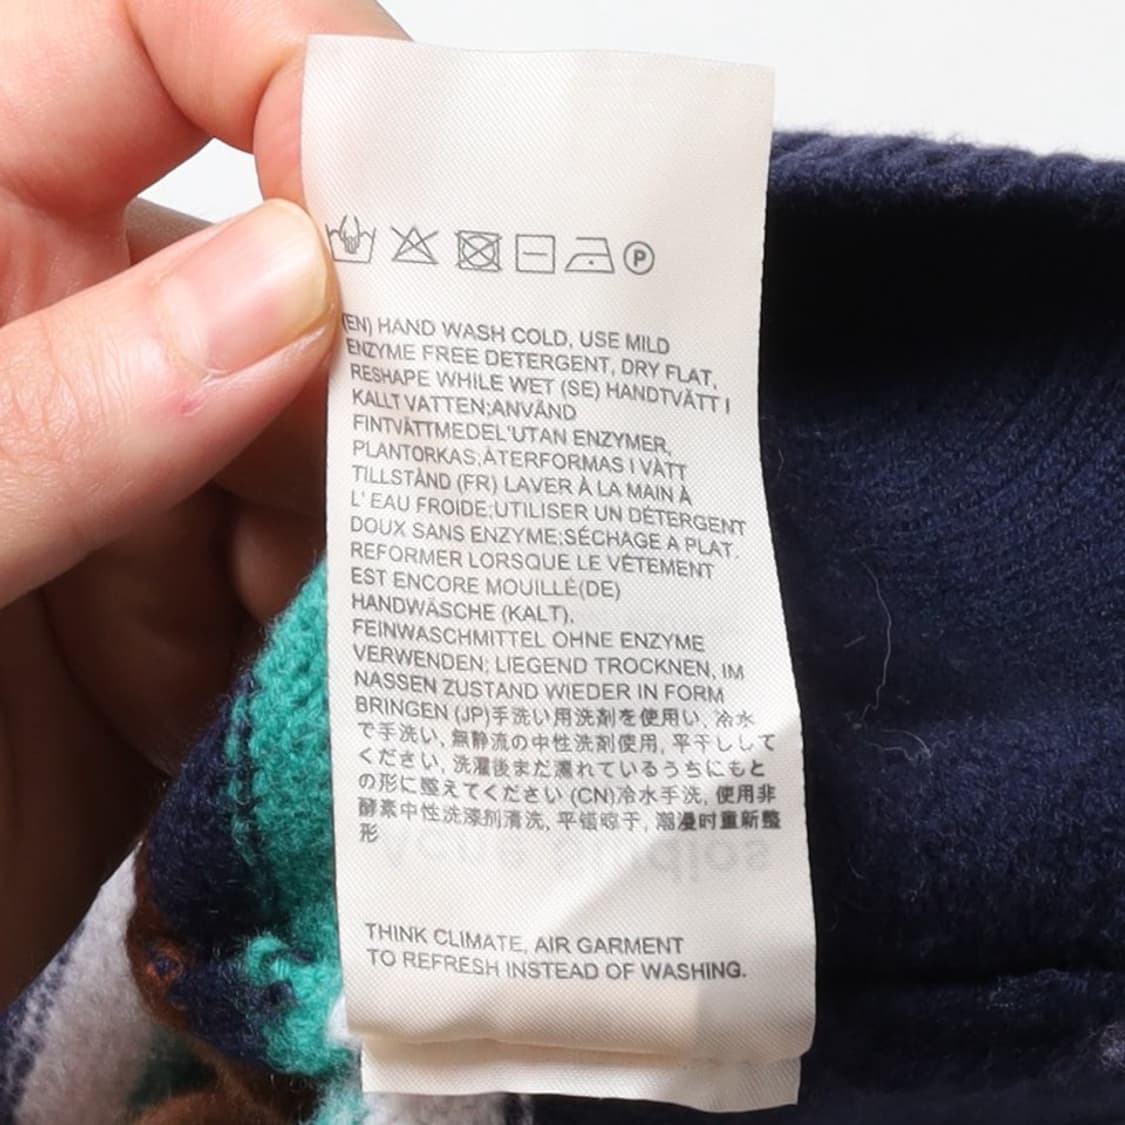 P
(EN) HAND WASH COLD, USE MILD
ENZYME FREE DETERGENT, DRY FLAT,
RESHAPE WHILE WET (SE) HANDTVÄTT I
KALLT VATTEN;ANVÄND
FINTVÄTTMEDEL'UTAN ENZYMER,
PLANTORKAS;ÅTERFORMAS I VÅTT
TILLSTÅND (FR) LAVER À LA MAIN À
L' EAU FROIDE;UTILISER UN DÉTERGENT
DOUX SANS ENZYME;SÉCHAGE A PLAT.
REFORMER LORSQUE LE VÊTEMENT
EST ENCORE MOUILLÉ(DE)
HANDWÄSCHE (KALT),
FEINWASCHMITTEL OHNE ENZYME
VERWENDEN; LIEGEND TROCKNEN, IM
NASSEN ZUSTAND WIEDER IN FORM
BRINGEN (JP)手洗い用洗剤を使用い, 冷水
で手洗い, 無静流の中性洗剤使用, 平干しして
ください, 洗濯後まだ濡れているうちにもと
の形に整えてください (CN)冷水手洗, 使用非
酵素中性洗涤剂清洗, 平铺晾干, 潮漫时重新整
形
THINK CLIMATE, AIR GARMENT
TO REFRESH INSTEAD OF WASHING.